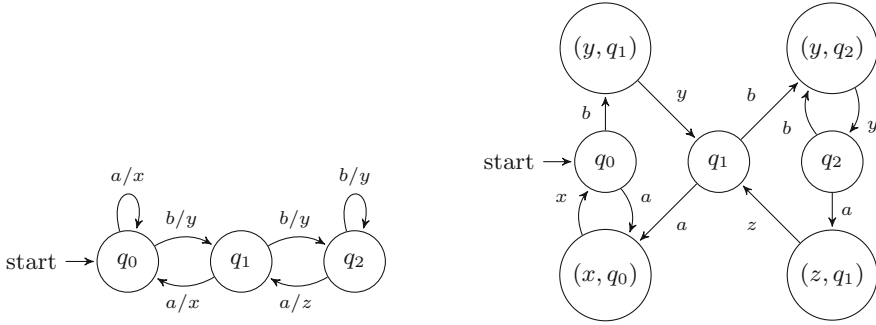 a/x
b/y
b/y
b/y
start
q₀
q₁
q₂
a/x
a/z
(y, q₁)
(y, q₂)
y
b
b
b
y
start
q₀
q₁
q₂
x
a
a
z
a
(x, q₀)
(z, q₁)